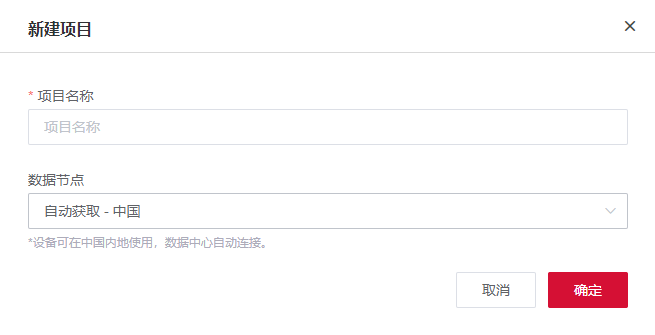 新建项目
* 项目名称
项目名称
数据节点
自动获取 - 中国
*设备可在中国内地使用，数据中心自动连接。
取消
确定